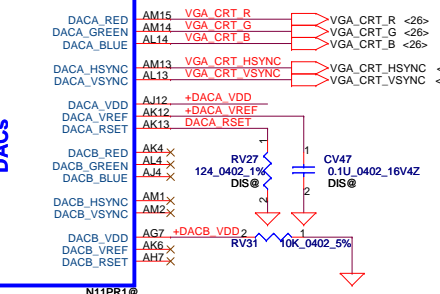 DACA_RED AM15 VGA_CRT_R VGA_CRT_R <26>
DACA_GREEN AM14 VGA_CRT_G VGA_CRT_G <26>
DACA_BLUE AL14 VGA_CRT_B VGA_CRT_B <26>
DACA_HSYNC AM13 VGA_CRT_HSYNC VGA_CRT_HSYNC <
DACA_VSYNC AL13 VGA_CRT_VSYNC VGA_CRT_VSYNC <
DACA_VDD AJ12 +DACA_VDD
DACA_VREF AK12 +DACA_VREF
DACA_RSET AK13 DACA_RSET
DACs
DACB_RED AK4
DACB_GREEN AL4
DACB_BLUE AJ4
DACB_HSYNC AM1
DACB_VSYNC AM2
1
RV27
124_0402_1%
DIS@
2
1
CV47
0.1U_0402_16V4Z
DIS@
2
DACB_VDD AG7 +DACB_VDD 2 1
RV31 10K_0402_5%
DACB_VREF AK6
DACB_RSET AH7
N11PR1@